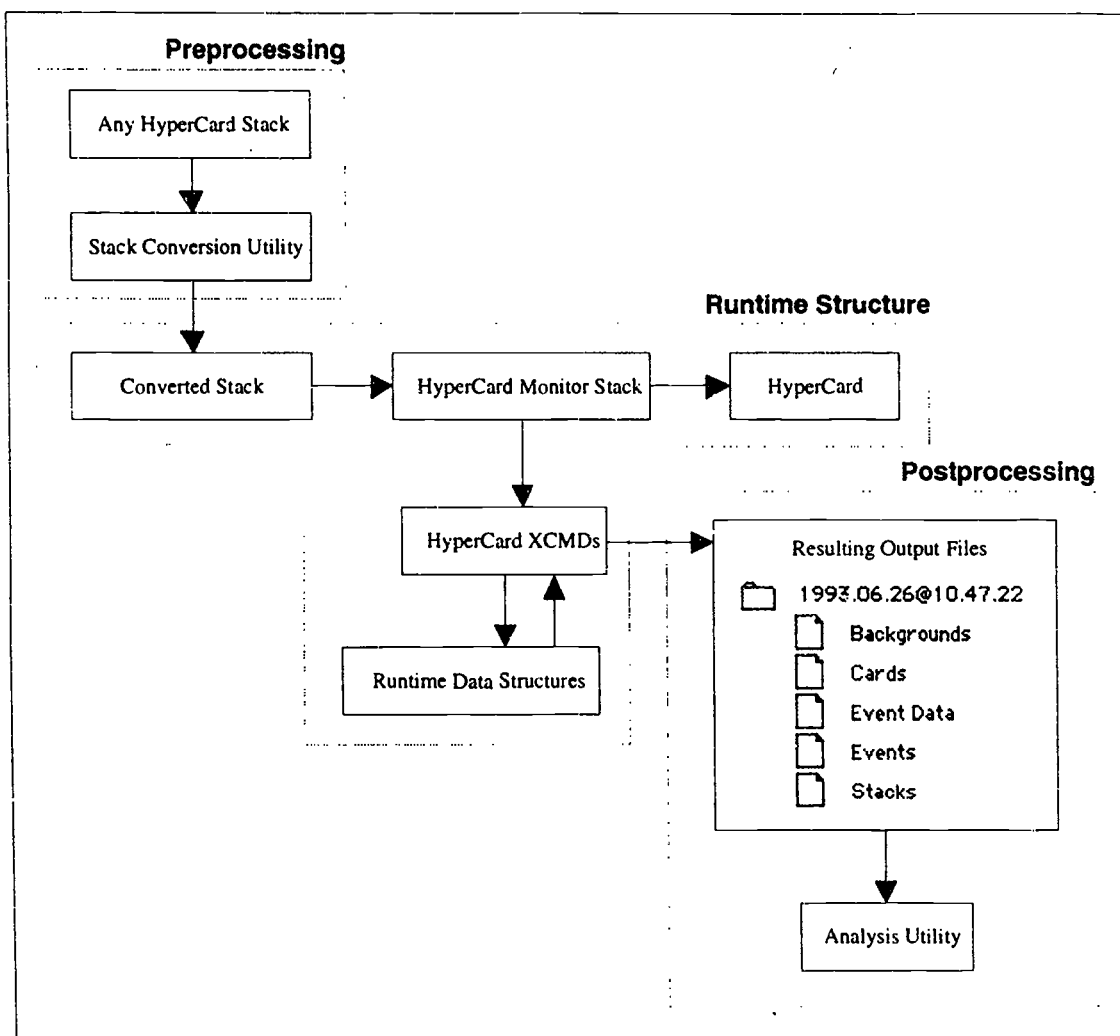 Preprocessing
Any HyperCard Stack
Stack Conversion Utility
Runtime Structure
Converted Stack
HyperCard Monitor Stack
HyperCard
Postprocessing
HyperCard XCMDs
Resulting Output Files
1993.06.26@10.47.22
Backgrounds
Cards
Event Data
Events
Stacks
Runtime Data Structures
Analysis Utility